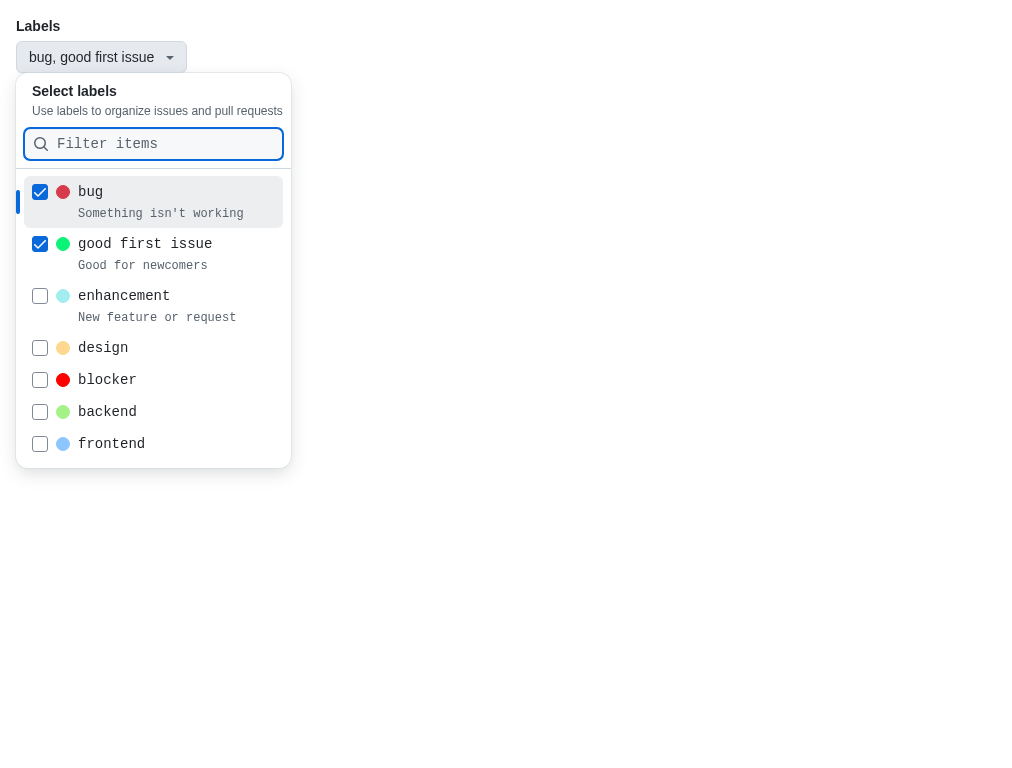 Labels
bug, good first issue
Select labels
Use labels to organize issues and pull requests
Filter items
bug
Something isn't working
good first issue
Good for newcomers
enhancement
New feature or request
design
blocker
backend
frontend